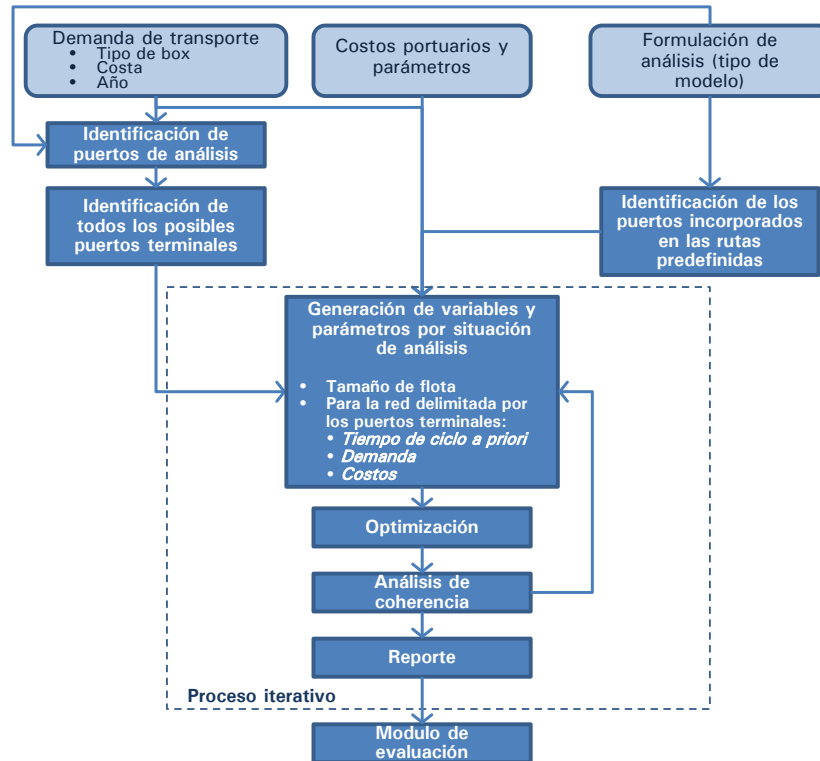 Demanda de transporte
• Tipo de box
• Costa
• Año
Costos portuarios y
parámetros
Formulación de
análisis (tipo de
modelo)
Identificación de
puertos de análisis
Identificación de
todos los posibles
puertos terminales
Identificación de los
puertos incorporados
en las rutas
predefinidas
Generación de variables y
parámetros por situación
de análisis
• Tamaño de flota
• Para la red delimitada por
los puertos terminales:
• Tiempo de ciclo a priori
• Demanda
• Costos
Optimización
Análisis de
coherencia
Reporte
Proceso iterativo
Modulo de
evaluación